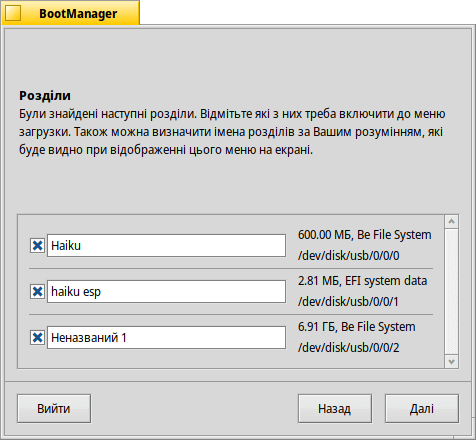 BootManager
Розділи
Були знайдені наступні розділи. Відмітьте які з них треба включити до меню
загрузки. Також можна визначити імена розділів за Вашим розумінням, які
буде видно при відображенні цього меню на екрані.
Haiku
600.00 МБ, Be File System
/dev/disk/usb/0/0/0
haiku esp
2.81 МБ, EFI system data
/dev/disk/usb/0/0/1
Неназваний 1
6.91 ГБ, Be File System
/dev/disk/usb/0/0/2
Вийти
Назад
Далі